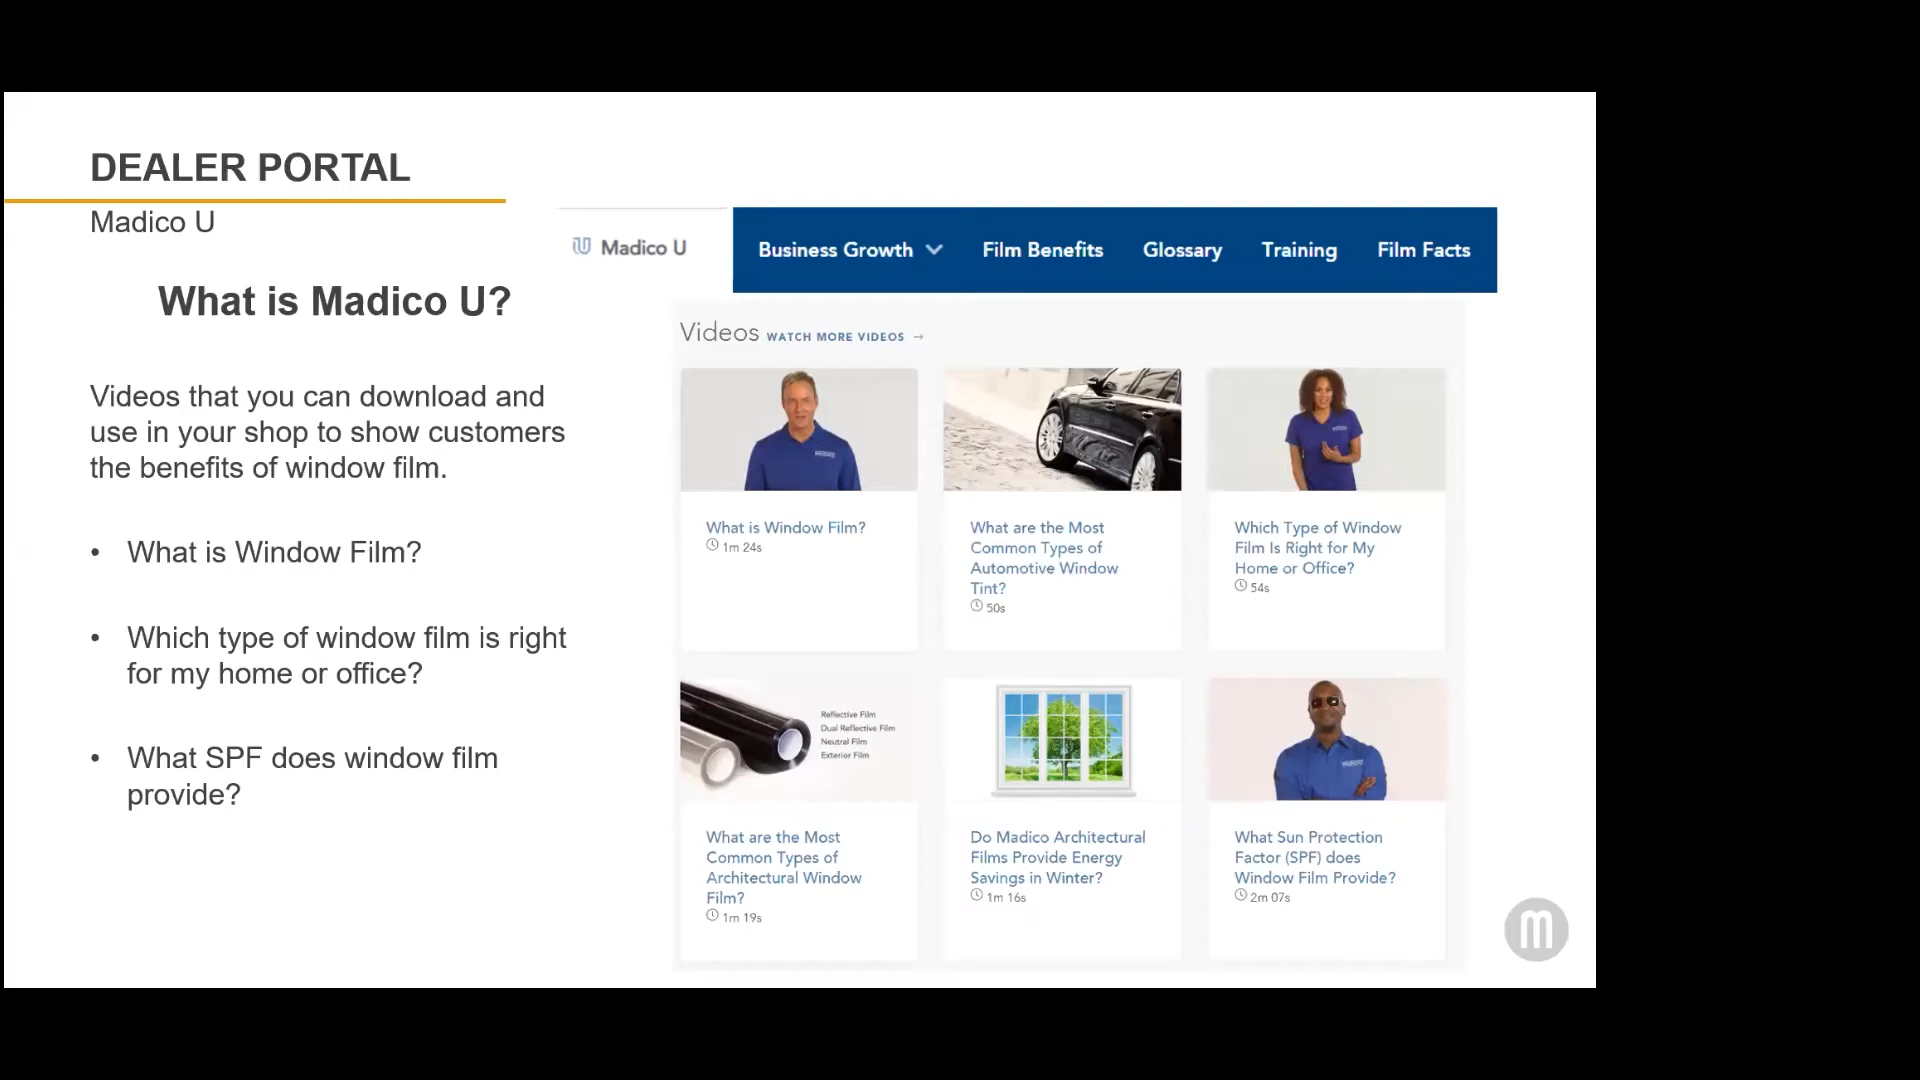 DEALER PORTAL
Madico U
What is Madico U?
Videos that you can download and
use in your shop to show customers
the benefits of window film.
• What is Window Film?
• Which type of window film is right
for my home or office?
• What SPF does window film
provide?
Madico U
Business Growth
Film Benefits
Glossary
Training
Film Facts
Videos WATCH MORE VIDEOS →
What is Window Film?
1m 24s
What are the Most
Common Types of
Automotive Window
Tint?
50s
Which Type of Window
Film Is Right for My
Home or Office?
54s
Reflective Film
Dual Reflective Film
Neutral Film
Exterior Film
What are the Most
Common Types of
Architectural Window
Film?
1m 19s
Do Madico Architectural
Films Provide Energy
Savings in Winter?
1m 16s
What Sun Protection
Factor (SPF) does
Window Film Provide?
2m 07s
m